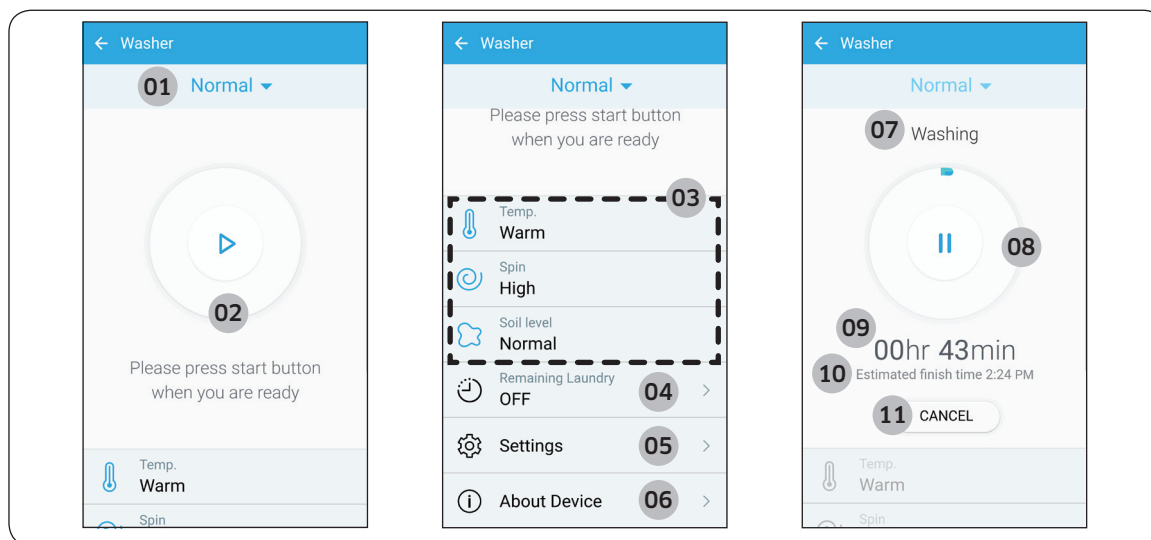 Washer
01 Normal
02
Please press start button
when you are ready
Temp.
Warm
Spin
Washer
Normal
Please press start button
when you are ready
03
Temp.
Warm
Spin
High
Soil level
Normal
Remaining Laundry
OFF
04
Settings
05
About Device
06
Washer
Normal
07 Washing
08
09
00hr 43min
10 Estimated finish time 2:24 PM
11 CANCEL
Temp.
Warm
Spin